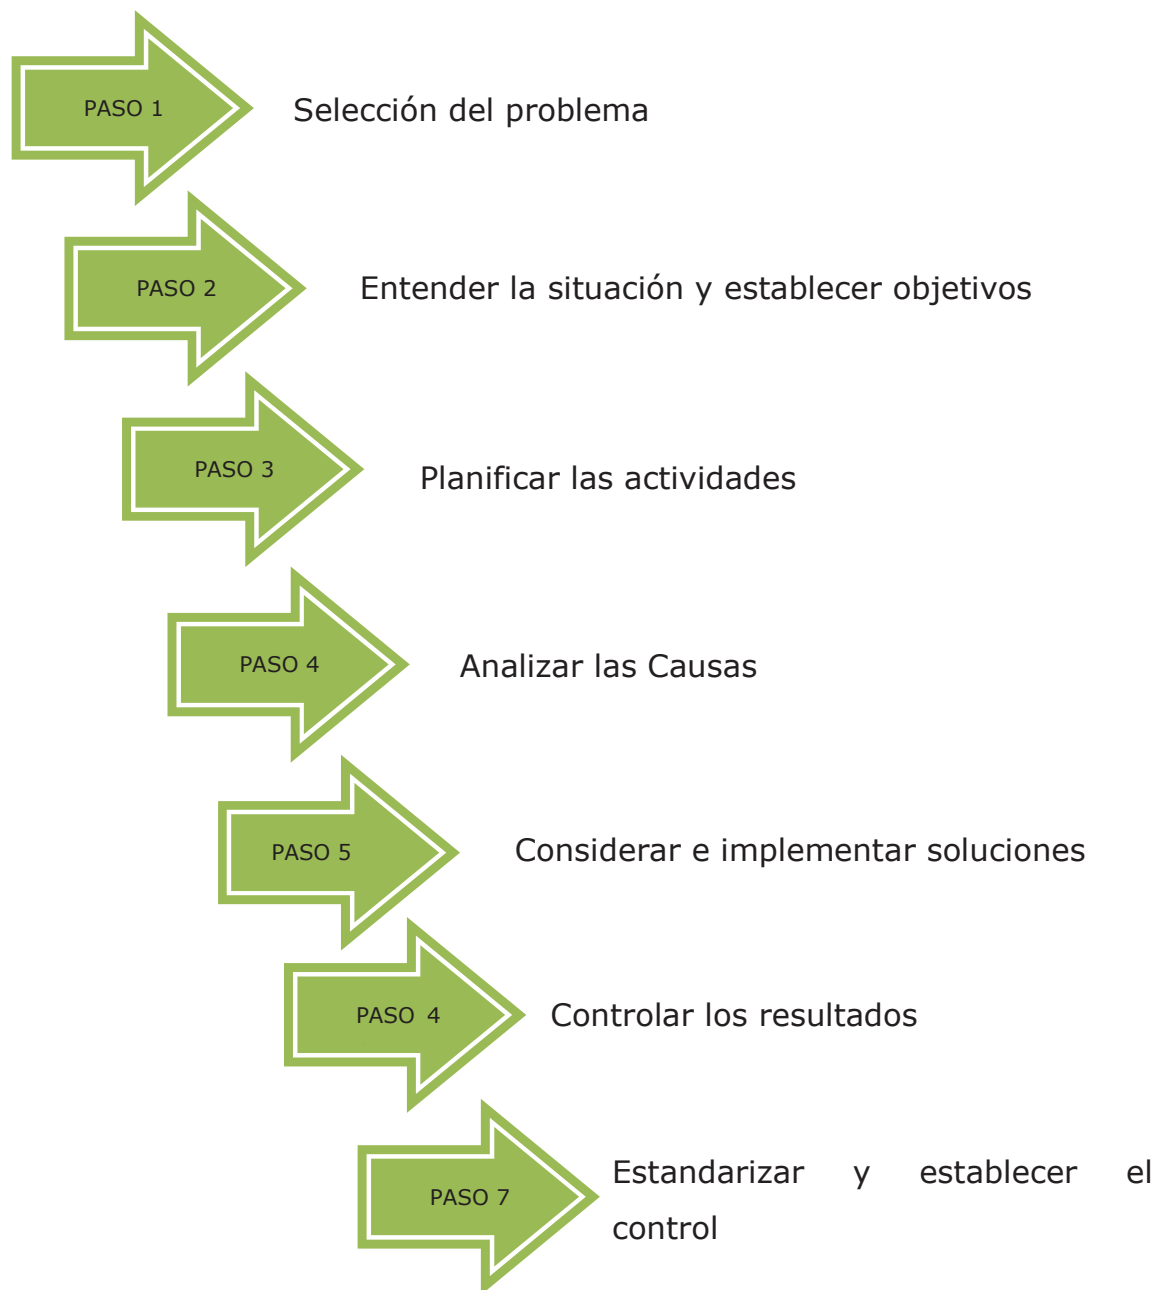 PASO 1
Selección del problema
PASO 2
Entender la situación y establecer objetivos
PASO 3
Planificar las actividades
PASO 4
Analizar las Causas
PASO 5
Considerar e implementar soluciones
PASO 4
Controlar los resultados
PASO 7
Estandarizar y establecer el
control